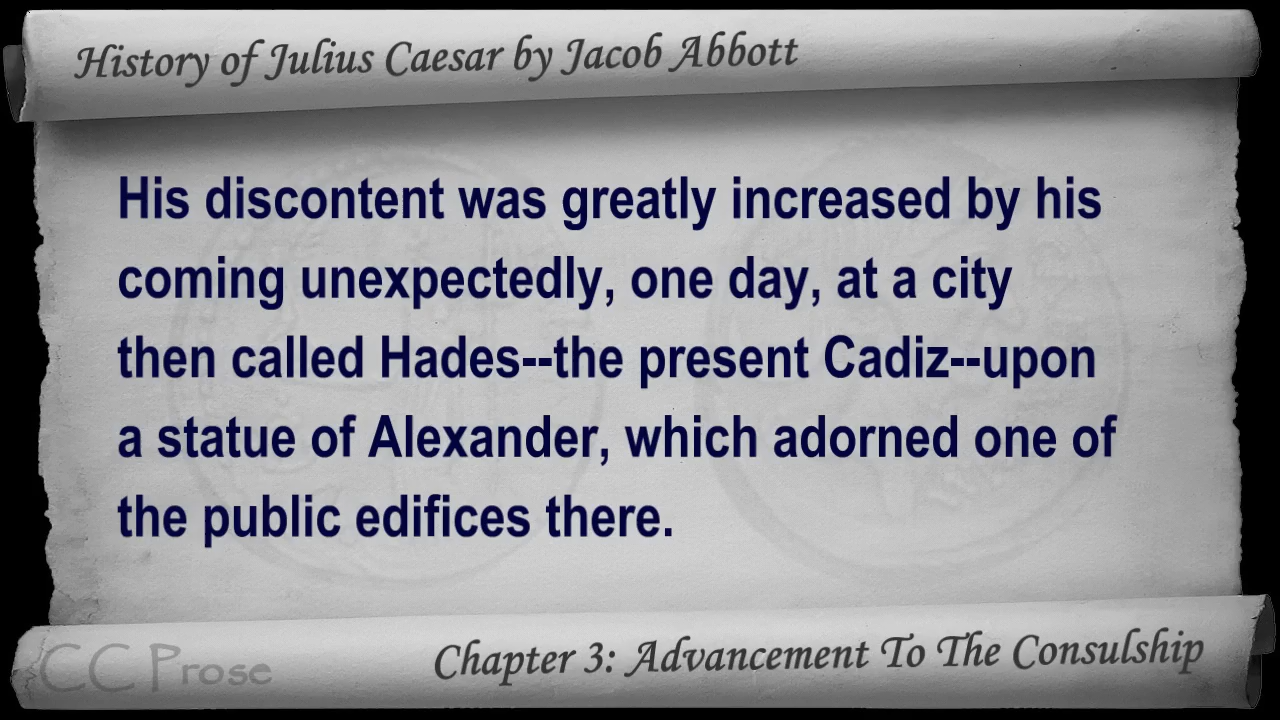 History of Julius Caesar by Jacob Abbott
His discontent was greatly increased by his
coming unexpectedly, one day, at a city
then called Hades--the present Cadiz--upon
a statue of Alexander, which adorned one of
the public edifices there.
CC Prose
Chapter 3: Advancement To The Consulship